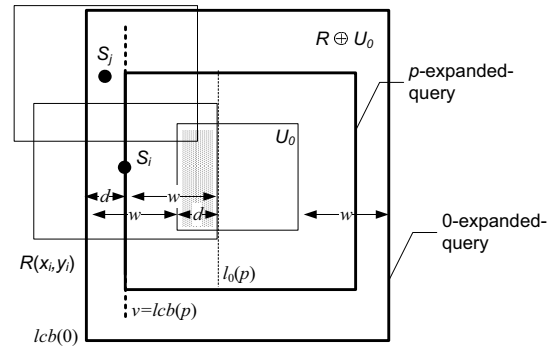 R ⊕ U₀
Sⱼ
p-expanded-
query
U₀
Sᵢ
d
w
w
d
w
0-expanded-
query
R(xᵢ,yᵢ)
l₀(p)
v=lcb(p)
lcb(0)